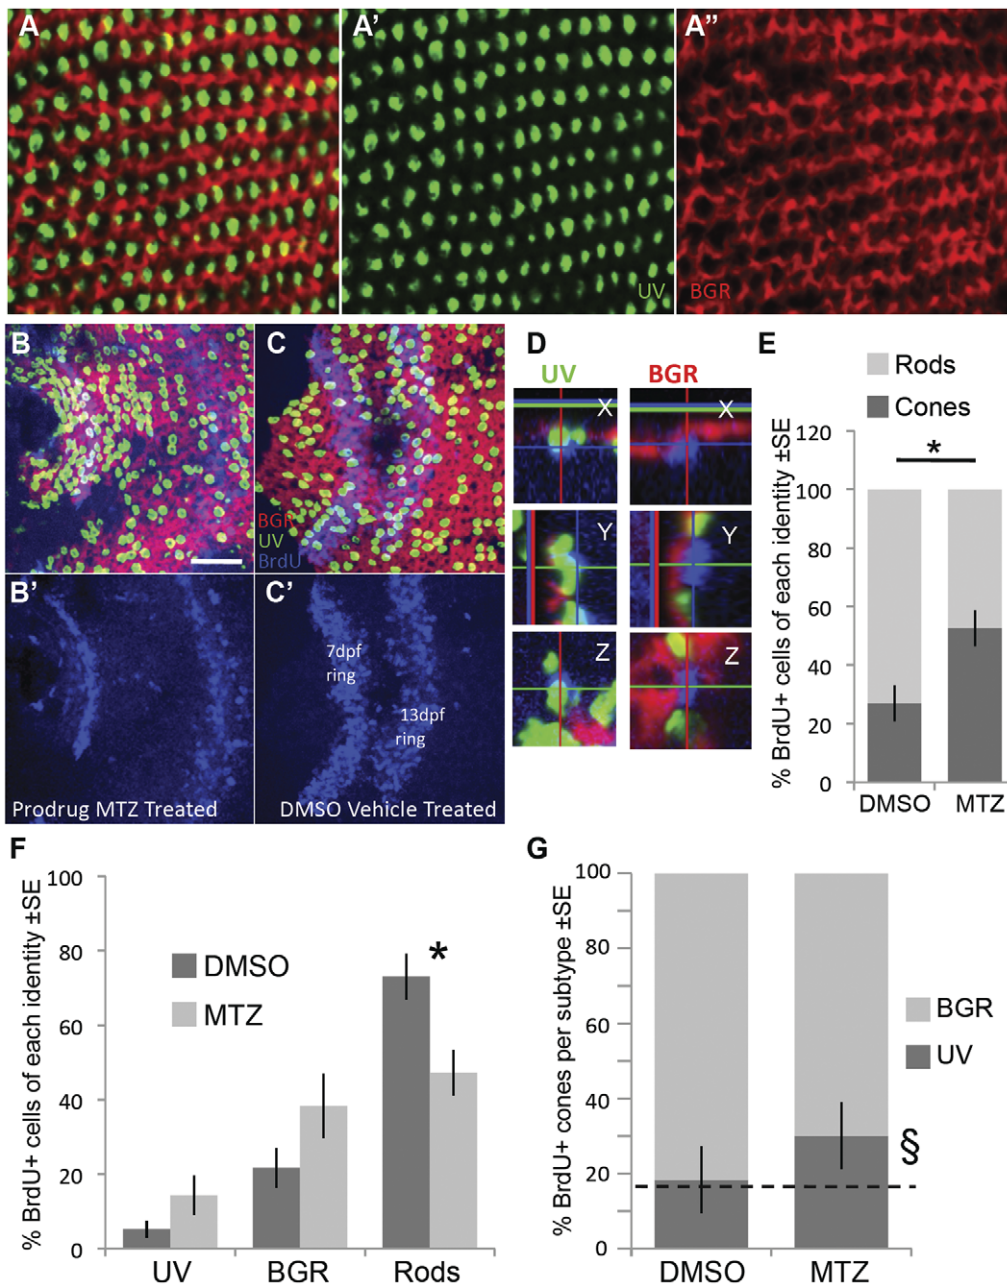 A
A'
A"
UV
BGR
B
C
BGR
UV
BrdU
B'
C'
7dpf
ring
13dpf
ring
Prodrug MTZ Treated
DMSO Vehicle Treated
D
UV
BGR
X
X
Y
Y
Z
Z
E
Rods
Cones
% BrdU+ cells of each identity ±SE
120
100
80
60
40
20
0
*
DMSO
MTZ
F
% BrdU+ cells of each identity ±SE
100
80
60
40
20
0
DMSO
MTZ
*
UV
BGR
Rods
G
% BrdU+ cones per subtype ±SE
100
80
60
40
20
0
BGR
UV
§
DMSO
MTZ